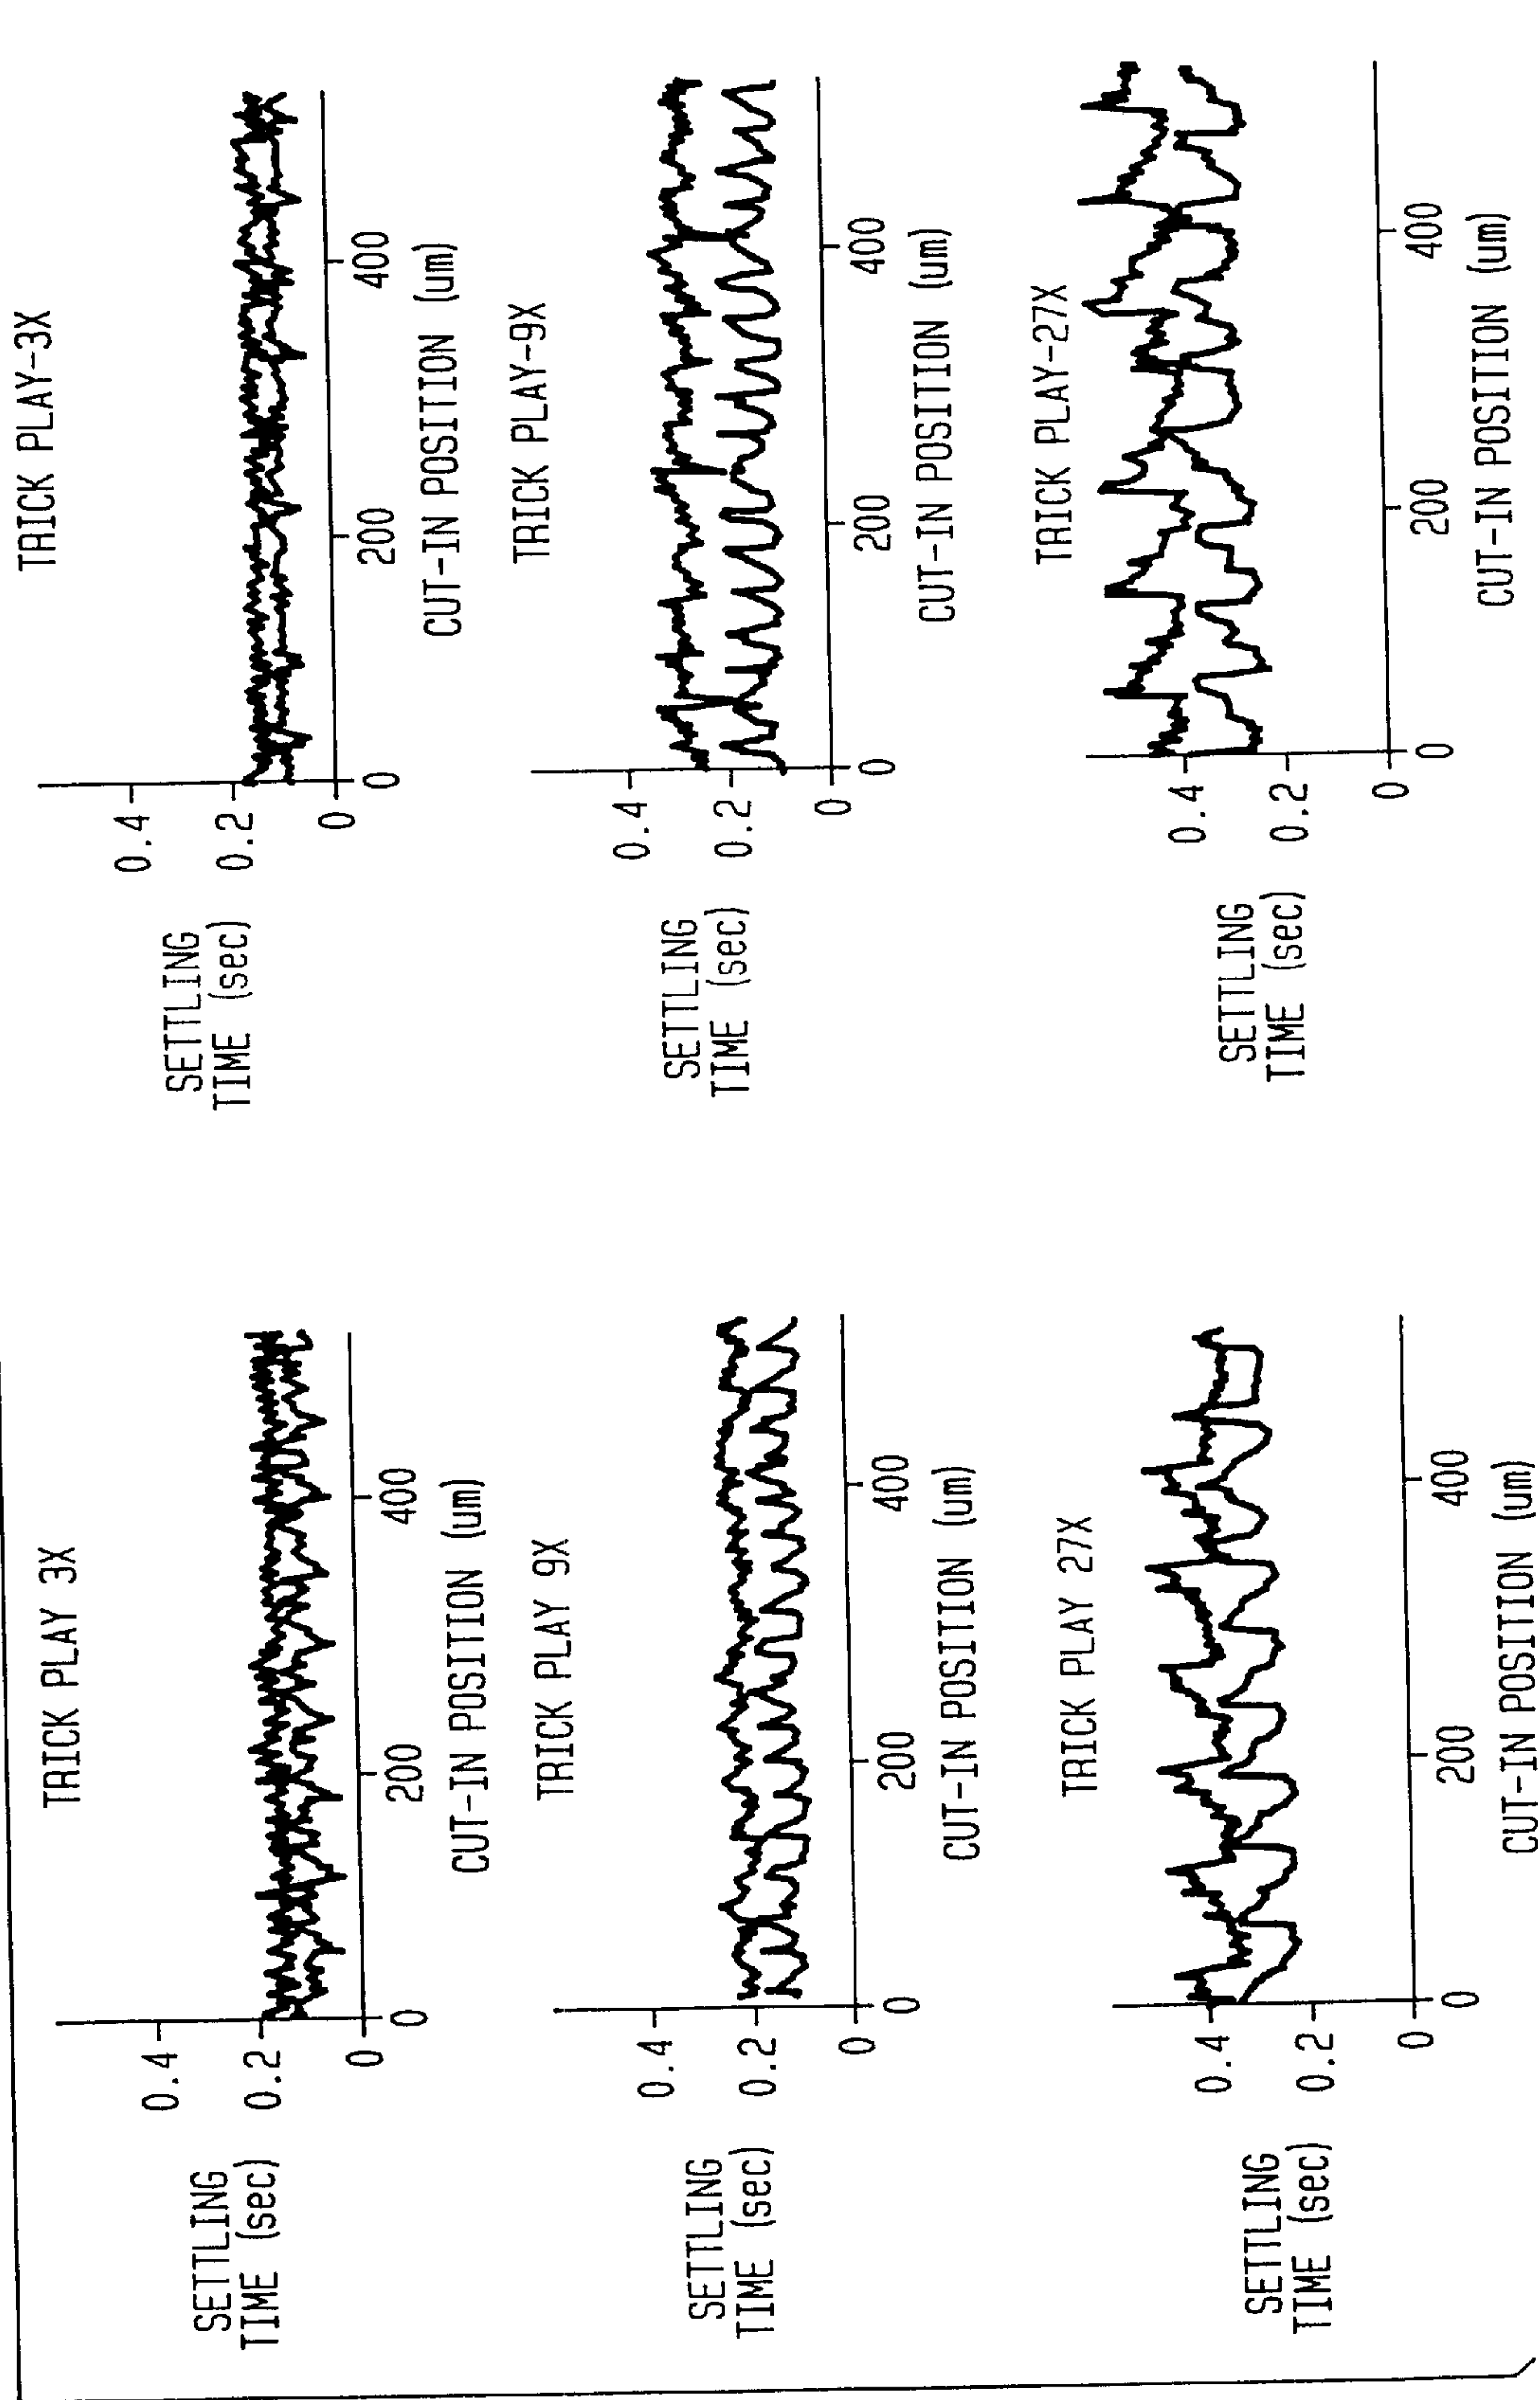 TRICK PLAY 3X
0.4
SETTLING
TIME (sec) 0.2
0
0 200 400
CUT-IN POSITION (um)
TRICK PLAY-3X
0.4
SETTLING
TIME (sec) 0.2
0
0 200 400
CUT-IN POSITION (um)
TRICK PLAY 9X
0.4
SETTLING
TIME (sec) 0.2
0
0 200 400
CUT-IN POSITION (um)
TRICK PLAY-9X
0.4
SETTLING
TIME (sec) 0.2
0
0 200 400
CUT-IN POSITION (um)
TRICK PLAY 27X
0.4
SETTLING
TIME (sec) 0.2
0
0 200 400
CUT-IN POSITION (um)
TRICK PLAY-27X
0.4
SETTLING
TIME (sec) 0.2
0
0 200 400
CUT-IN POSITION (um)